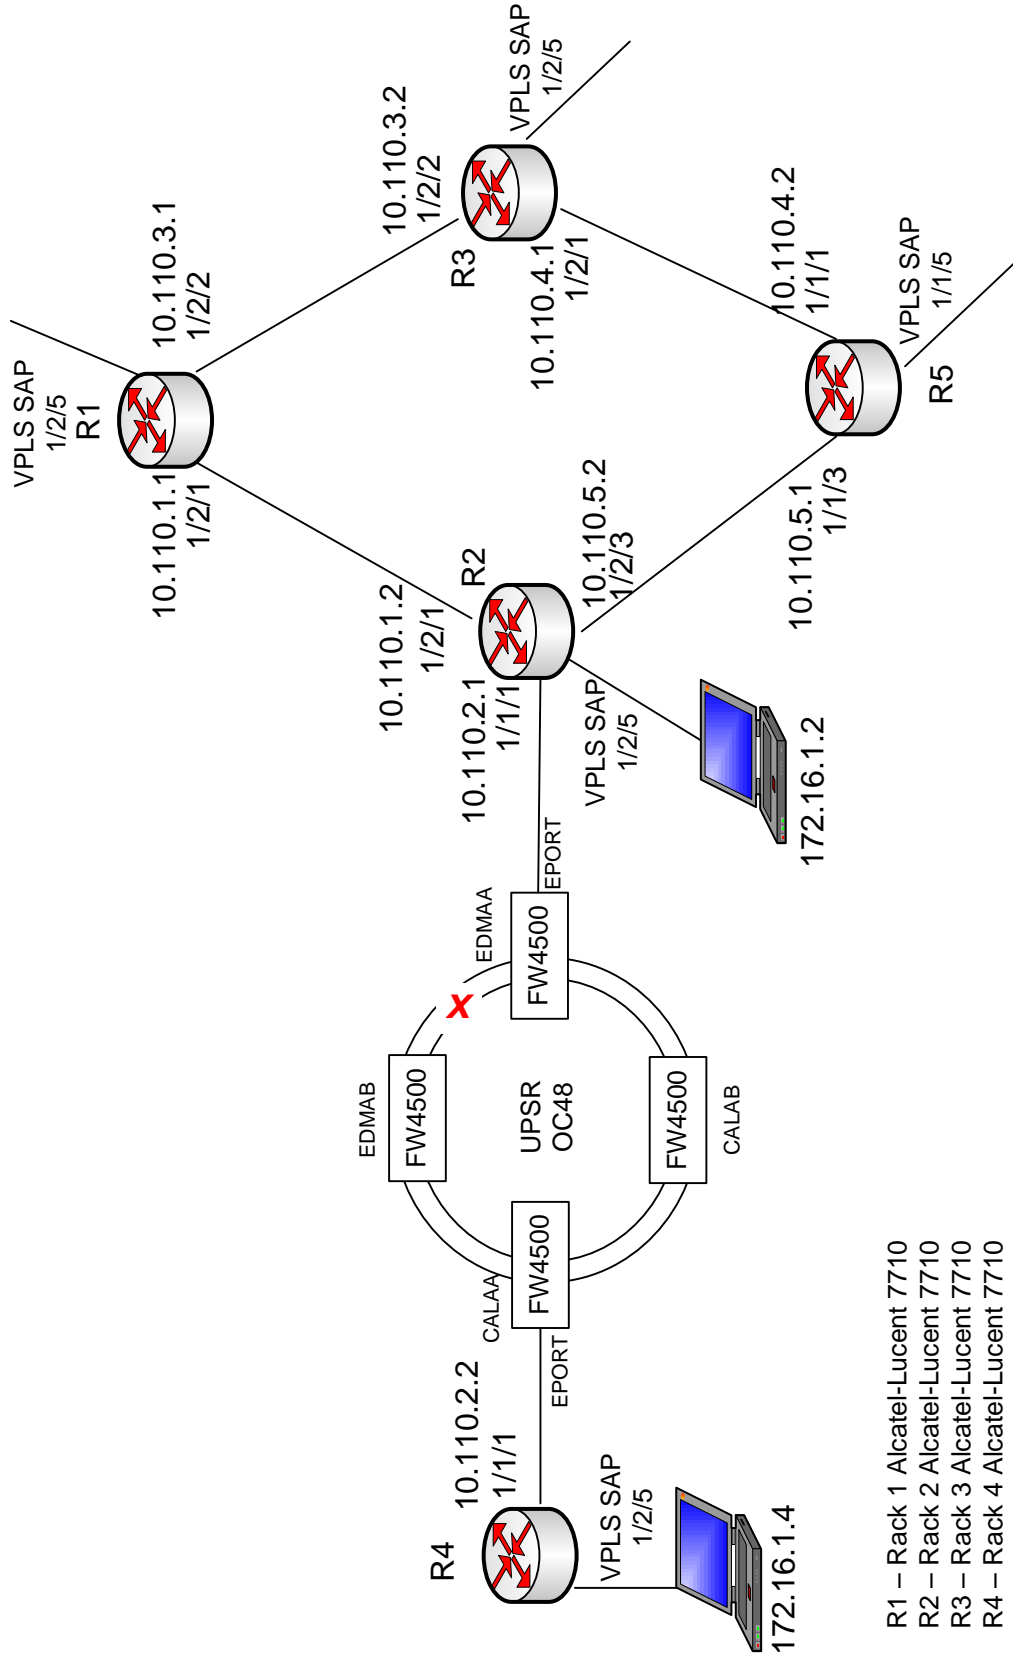 VPLS SAP
1/2/5
R1
10.110.1.1
1/2/1
10.110.3.1
1/2/2
EDMAB
FW4500
10.110.1.2
1/2/1
10.110.3.2
1/2/2
R4
10.110.2.2
1/1/1
CALAA
FW4500
EPORT
X
UPSR
OC48
EDMAA
FW4500
EPORT
10.110.2.1
1/1/1
R2
R3
VPLS SAP
1/2/5
10.110.4.1
1/2/1
VPLS SAP
1/2/5
VPLS SAP
1/2/5
10.110.5.2
1/2/3
FW4500
CALAB
172.16.1.4
172.16.1.2
10.110.5.1
1/1/3
10.110.4.2
1/1/1
R5
VPLS SAP
1/1/5
R1 – Rack 1 Alcatel-Lucent 7710
R2 – Rack 2 Alcatel-Lucent 7710
R3 – Rack 3 Alcatel-Lucent 7710
R4 – Rack 4 Alcatel-Lucent 7710